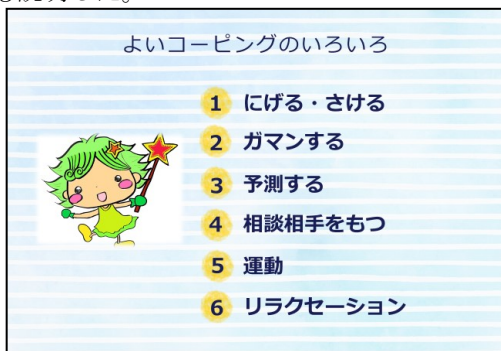 よいコーピングのいろいろ
1 にげる・さける
2 ガマンする
3 予測する
4 相談相手をもつ
5 運動
6 リラクセーション